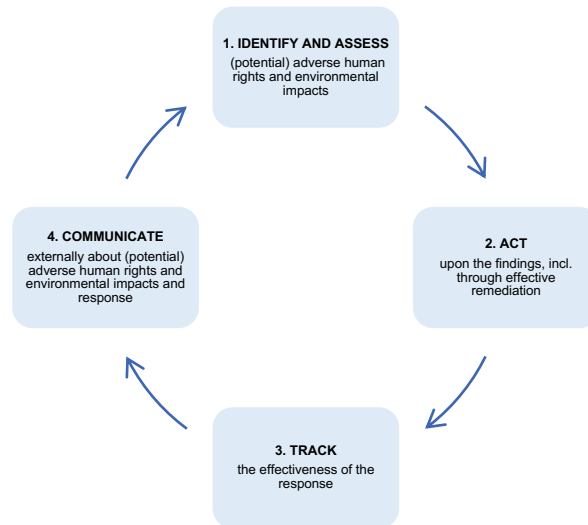 1. IDENTIFY AND ASSESS
(potential) adverse human
rights and environmental
impacts
2. ACT
upon the findings, incl.
through effective
remediation
3. TRACK
the effectiveness of the
response
4. COMMUNICATE
externally about (potential)
adverse human rights and
environmental impacts and
response